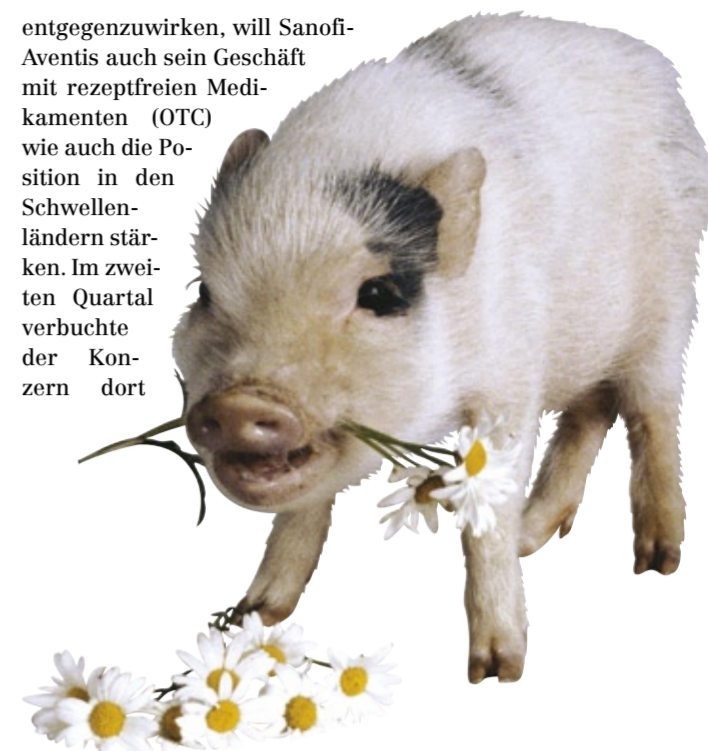 entgegenzuwirken, will Sanofi-
Aventis auch sein Geschäft
mit rezeptfreien Medi-
kamenten (OTC)
wie auch die Po-
sition in den
Schwellen-
ländern stär-
ken. Im zwei-
ten Quartal
verbuchte
der Kon-
zern dort